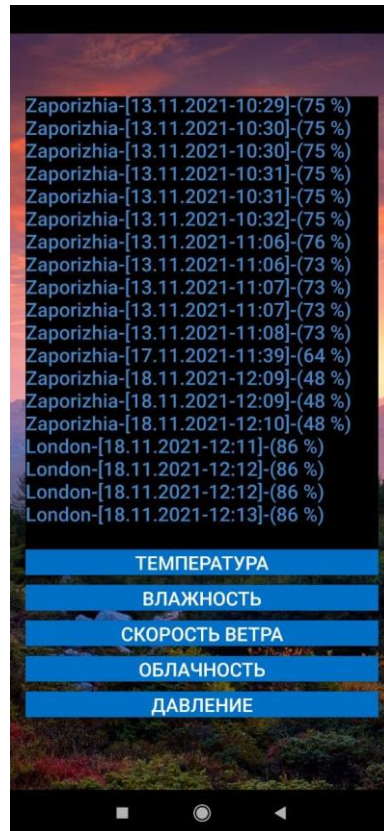 Zaporizhia-[13.11.2021-10:29]-(75 %)
Zaporizhia-[13.11.2021-10:30]-(75 %)
Zaporizhia-[13.11.2021-10:30]-(75 %)
Zaporizhia-[13.11.2021-10:31]-(75 %)
Zaporizhia-[13.11.2021-10:31]-(75 %)
Zaporizhia-[13.11.2021-10:32]-(75 %)
Zaporizhia-[13.11.2021-11:06]-(76 %)
Zaporizhia-[13.11.2021-11:06]-(73 %)
Zaporizhia-[13.11.2021-11:07]-(73 %)
Zaporizhia-[13.11.2021-11:07]-(73 %)
Zaporizhia-[13.11.2021-11:08]-(73 %)
Zaporizhia-[17.11.2021-11:39]-(64 %)
Zaporizhia-[18.11.2021-12:09]-(48 %)
Zaporizhia-[18.11.2021-12:09]-(48 %)
Zaporizhia-[18.11.2021-12:10]-(48 %)
London-[18.11.2021-12:11]-(86 %)
London-[18.11.2021-12:12]-(86 %)
London-[18.11.2021-12:12]-(86 %)
London-[18.11.2021-12:13]-(86 %)
ТЕМПЕРАТУРА
ВЛАЖНОСТЬ
СКОРОСТЬ ВЕТРА
ОБЛАЧНОСТЬ
ДАВЛЕНИЕ